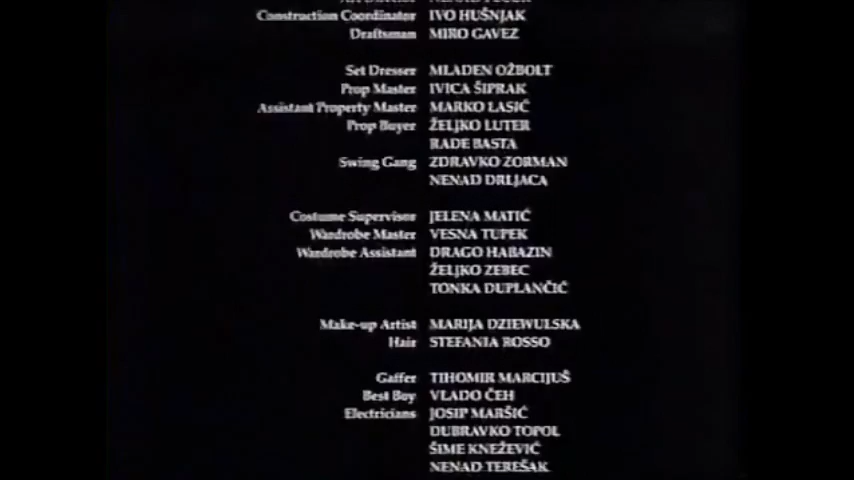 Construction Coordinator IVO HUŠNJAK
Draftsman MIRO GAVEZ
Set Dresser MLADEN OŽBOLT
Prop Master IVICA ŠIPRAK
Assistant Property Master MARKO LASIĆ
Prop Buyer ŽELJKO LUTER
RADE BASTA
Swing Gang ZDRAVKO ZORMAN
NENAD DRLJACA
Costume Supervisor JELENA MATIĆ
Wardrobe Master VESNA TUPEK
Wardrobe Assistant DRAGO HABAZIN
ŽELJKO ZEBEC
TONKA DUPLANČIĆ
Make-up Artist MARIJA DZIEWULSKA
Hair STEFANIA ROSSO
Gaffer TIHOMIR MARCIJUŠ
Best Boy VLADO ČEH
Electricians JOSIP MARŠIĆ
DUBRAVKO TOPOL
ŠIME KNEŽEVIĆ
NENAD TEREŠAK